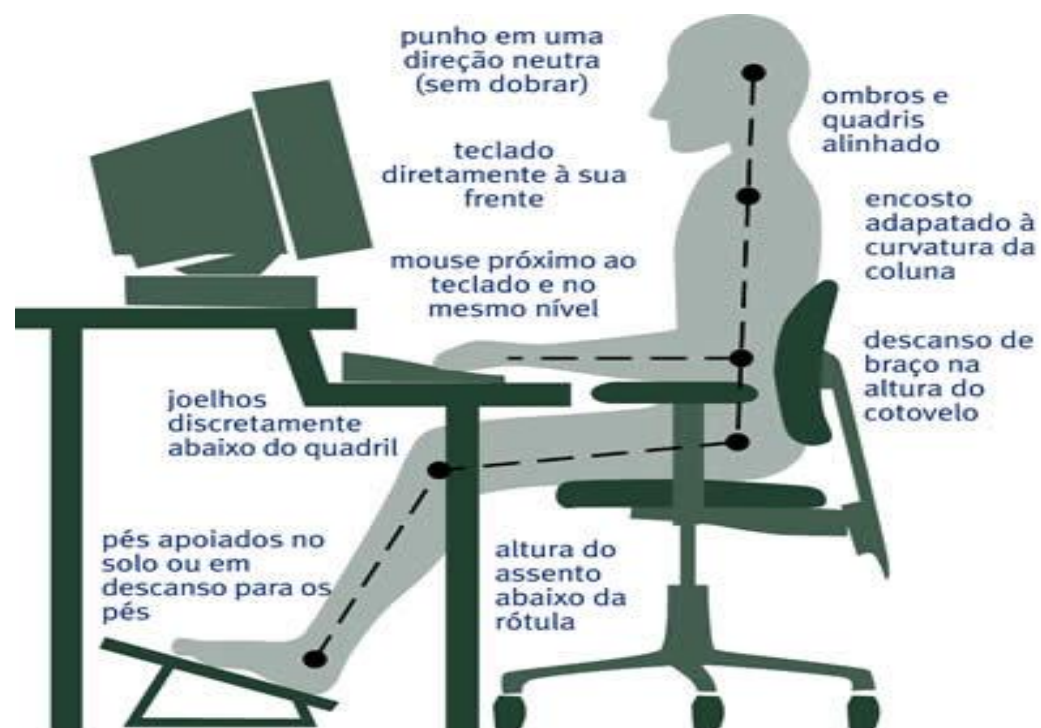 punho em uma
direção neutra
(sem dobrar)
ombros e
quadris
alinhado
teclado
diretamente à sua
frente
encosto
adapatado à
curvatura da
coluna
mouse próximo ao
teclado e no
mesmo nível
descanso de
braço na
altura do
cotovelo
joelhos
discretamente
abaixo do quadril
pés apoiados no
solo ou em
descanso para os
pés
altura do
assento
abaixo da
rótula